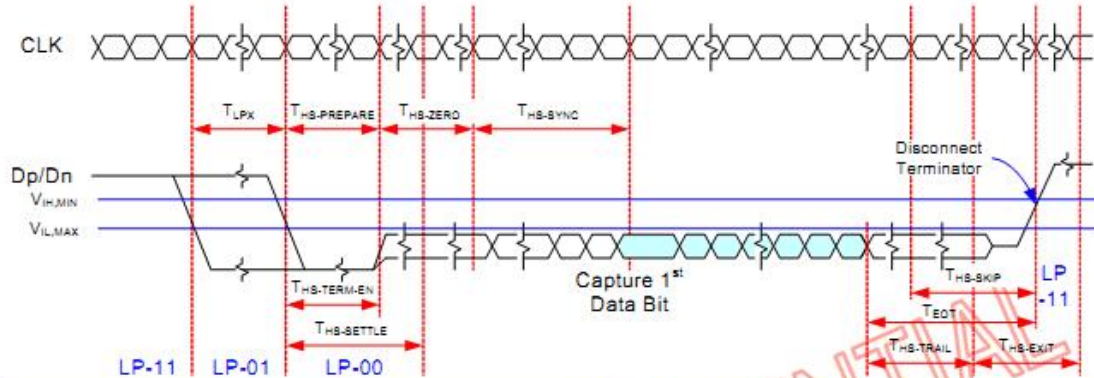 CLK
TLPX
THS-PREPARE
THS-ZERO
THS-SYNC
Disconnect
Terminator
Dp/Dn
VIH,MIN
VIL,MAX
Capture 1st
Data Bit
THS-TERM-EN
THS-SKIP
LP
-11
TEOT
THS-SETTLE
THS-TRAIL
THS-EXIT
LP-11
LP-01
LP-00